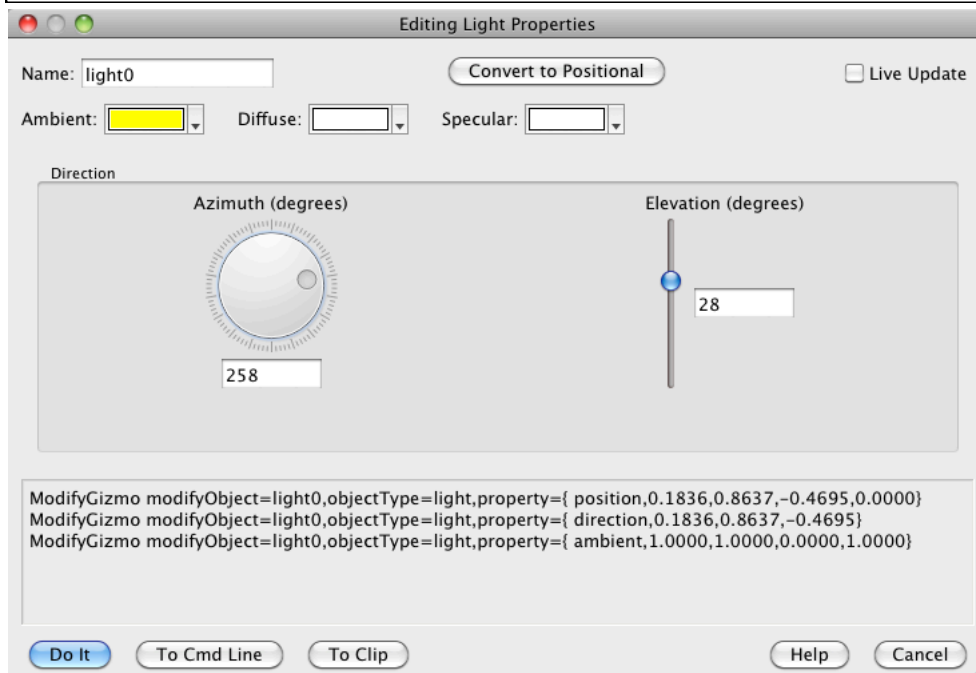 Editing Light Properties
Name: light0 Convert to Positional Live Update
Ambient: Diffuse: Specular:
Direction
Azimuth (degrees) Elevation (degrees)
28
258
ModifyGizmo modifyObject=light0,objectType=light,property={ position,0.1836,0.8637,-0.4695,0.0000}
ModifyGizmo modifyObject=light0,objectType=light,property={ direction,0.1836,0.8637,-0.4695}
ModifyGizmo modifyObject=light0,objectType=light,property={ ambient,1.0000,1.0000,0.0000,1.0000}
Do It To Cmd Line To Clip Help Cancel